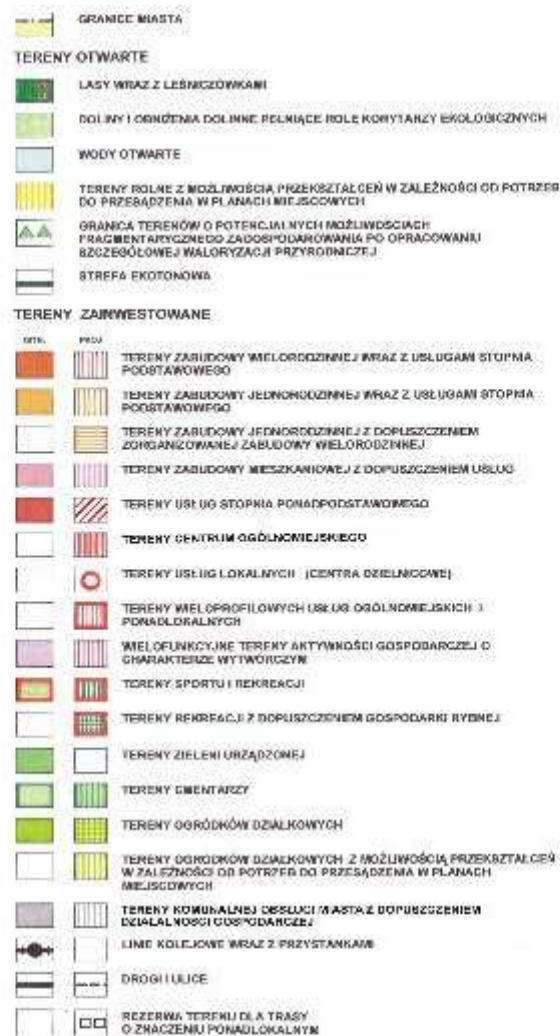 GRANICE MIASTA
TERENY OTWARTE
LASY WRAZ Z LEŚNICZÓWKAMI
DOLINY I OBNIŻENIA DOLINNE PEŁNIĄCE ROLĘ KORYTARZY EKOLOGICZNYCH
WODY OTWARTE
TERENY ROLNE Z MOŻLIWOŚCIĄ PRZEKSZTAŁCEŃ W ZALEŻNOŚCI OD POTRZEB
DO PRZESĄDZENIA W PLANACH MIEJSCOWYCH
GRANICA TERENÓW O POTENCJALNYCH MOŻLIWOŚCIACH
FRAGMENTARYCZNEGO ZAGOSPODAROWANIA PO OPRACOWANIU
SZCZEGÓŁOWEJ WALORYZACJI PRZYRODNICZEJ
STREFA EKOTONOWA
TERENY ZAINWESTOWANE
ISTN. PROJ.
TERENY ZABUDOWY WIELORODZINNEJ WRAZ Z USŁUGAMI STOPNIA
PODSTAWOWEGO
TERENY ZABUDOWY JEDNORODZINNEJ WRAZ Z USŁUGAMI STOPNIA
PODSTAWOWEGO
TERENY ZABUDOWY JEDNORODZINNEJ Z DOPUSZCZENIEM
ZORGANIZOWANEJ ZABUDOWY WIELORODZINNEJ
TERENY ZABUDOWY MIESZKANIOWEJ Z DOPUSZCZENIEM USŁUG
TERENY USŁUG STOPNIA PONADPODSTAWOWEGO
TERENY CENTRUM OGÓLNOMIEJSKIEGO
TERENY USŁUG LOKALNYCH (CENTRA DZIELNICOWE)
TERENY WIELOPROFILOWYCH USŁUG OGÓLNOMIEJSKICH I
PONADLOKALNYCH
WIELOFUNKCYJNE TERENY AKTYWNOŚCI GOSPODARCZEJ O
CHARAKTERZE WYTWÓRCZYM
TERENY SPORTU I REKREACJI
TERENY REKREACJI Z DOPUSZCZENIEM GOSPODARKI RYBNEJ
TERENY ZIELENI URZĄDZONEJ
TERENY CMENTARZY
TERENY OGRÓDKÓW DZIAŁKOWYCH
TERENY OGRÓDKÓW DZIAŁKOWYCH Z MOŻLIWOŚCIĄ PRZEKSZTAŁCEŃ
W ZALEŻNOŚCI OD POTRZEB DO PRZESĄDZENIA W PLANACH
MIEJSCOWYCH
TERENY KOMUNALNEJ OBSŁUGI MIASTA Z DOPUSZCZENIEM
DZIAŁALNOŚCI GOSPODARCZEJ
LINIE KOLEJOWE WRAZ Z PRZYSTANKAMI
DROGI I ULICE
REZERWA TERENU DLA TRASY
O ZNACZENIU PONADLOKALNYM